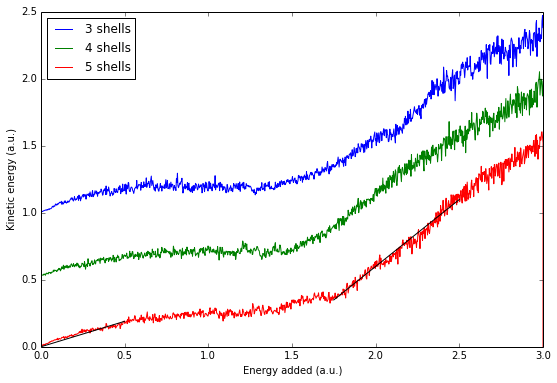 2.5
2.0
1.5
1.0
0.5
0.0
Kinetic energy (a.u.)
3 shells
4 shells
5 shells
0.0 0.5 1.0 1.5 2.0 2.5 3.0
Energy added (a.u.)